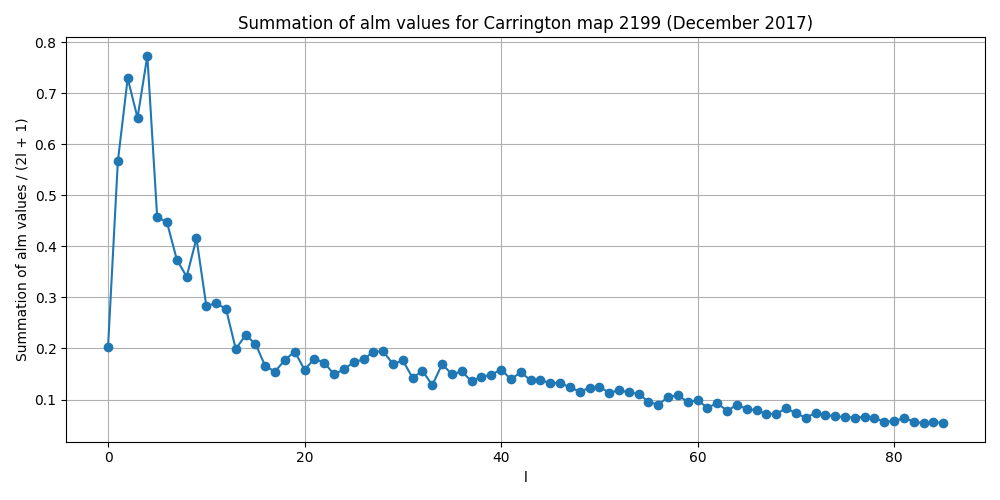 Summation of alm values for Carrington map 2199 (December 2017)
Summation of alm values / (2l + 1)
0.8
0.7
0.6
0.5
0.4
0.3
0.2
0.1
0 20 40 60 80
l